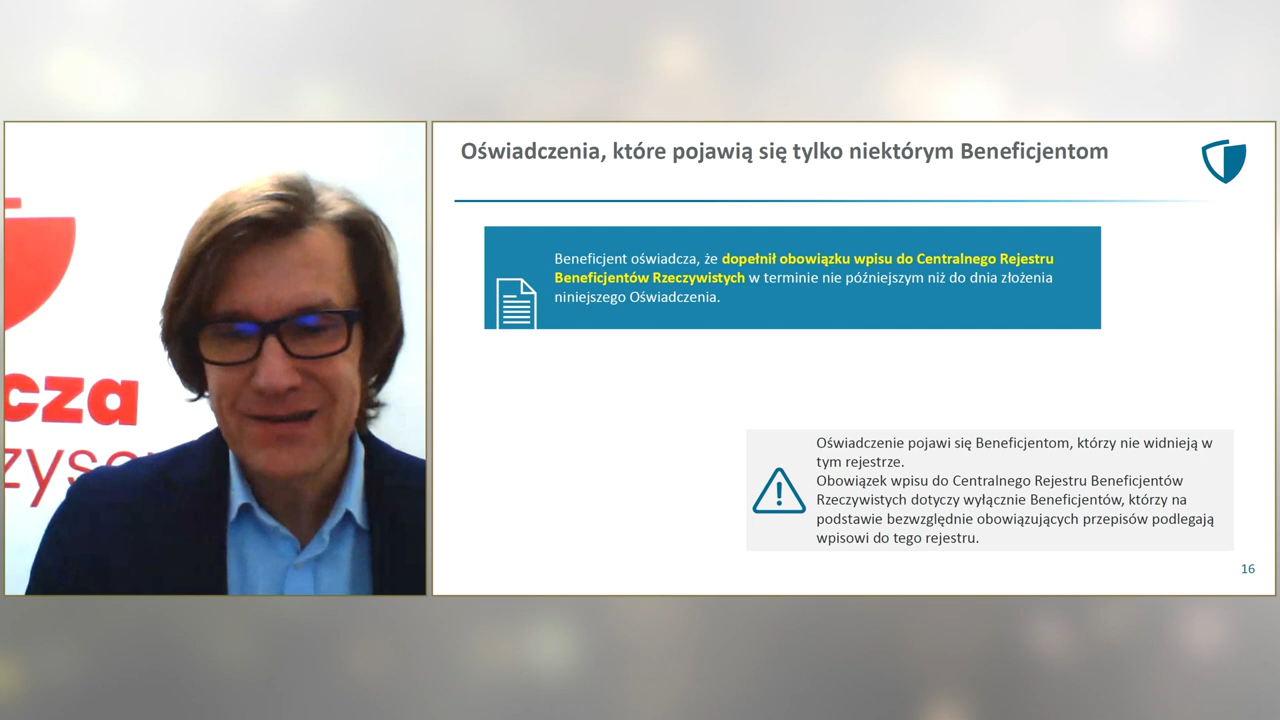 cza
zyso
Oświadczenia, które pojawią się tylko niektórym Beneficjentom
Beneficjent oświadcza, że dopełnił obowiązku wpisu do Centralnego Rejestru
Beneficjentów Rzeczywistych w terminie nie późniejszym niż do dnia złożenia
niniejszego Oświadczenia.
Oświadczenie pojawi się Beneficjentom, którzy nie widnieją w
tym rejestrze.
Obowiązek wpisu do Centralnego Rejestru Beneficjentów
Rzeczywistych dotyczy wyłącznie Beneficjentów, którzy na
podstawie bezwzględnie obowiązujących przepisów podlegają
wpisowi do tego rejestru.
16